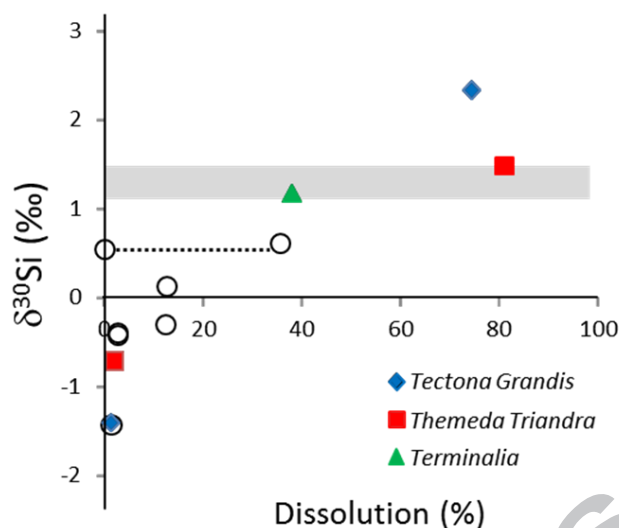 3
2
1
0
-1
-2
δ³⁰Si (‰)
0 20 40 60 80 100
Tectona Grandis
Themeda Triandra
Terminalia
Dissolution (%)